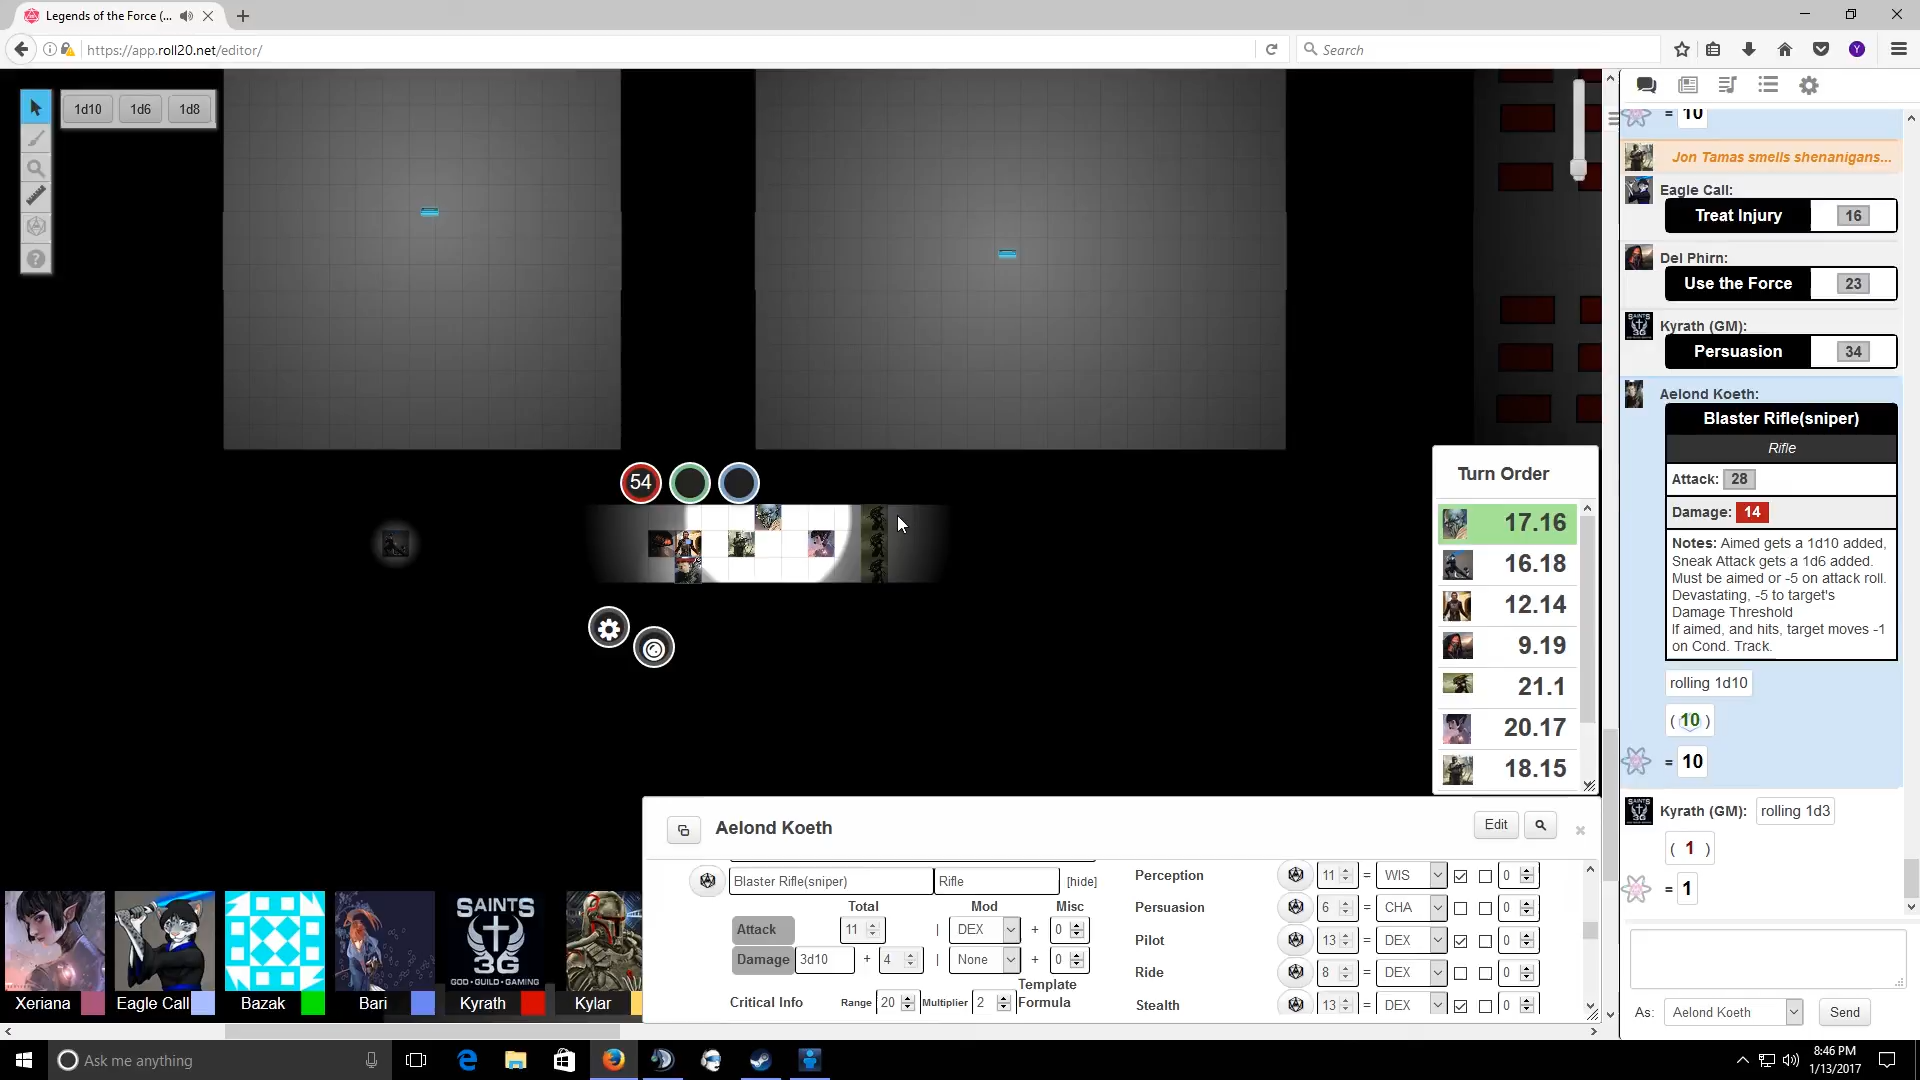 Legends of the Force (...
https://app.roll20.net/editor/
Search
1d10 1d6 1d8
54
Turn Order
17.16
16.18
12.14
9.19
21.1
20.17
18.15
= 10
Jon Tamas smells shenanigans...
Eagle Call:
Treat Injury 16
Del Phirn:
Use the Force 23
Kyrath (GM):
Persuasion 34
Aelond Koeth:
Blaster Rifle(sniper)
Rifle
Attack: 28
Damage: 14
Notes: Aimed gets a 1d10 added,
Sneak Attack gets a 1d6 added.
Must be aimed or -5 on attack roll.
Devastating, -5 to target's
Damage Threshold
If aimed, and hits, target moves -1
on Cond. Track.
rolling 1d10
(10)
= 10
Kyrath (GM): rolling 1d3
( 1 )
= 1
As: Aelond Koeth Send
Aelond Koeth
Edit
Blaster Rifle(sniper) Rifle [hide]
Total Mod Misc
Attack 11 | DEX + 0
Damage 3d10 + 4 | None + 0
Template
Critical Info Range 20 Multiplier 2 Formula
Perception 11 = WIS 0
Persuasion 6 = CHA 0
Pilot 13 = DEX 0
Ride 8 = DEX 0
Stealth 13 = DEX 0
SAINTS
3G
GOD · GUILD · GAMING
Xeriana Eagle Call Bazak Bari Kyrath Kylar
Ask me anything
8:46 PM
1/13/2017